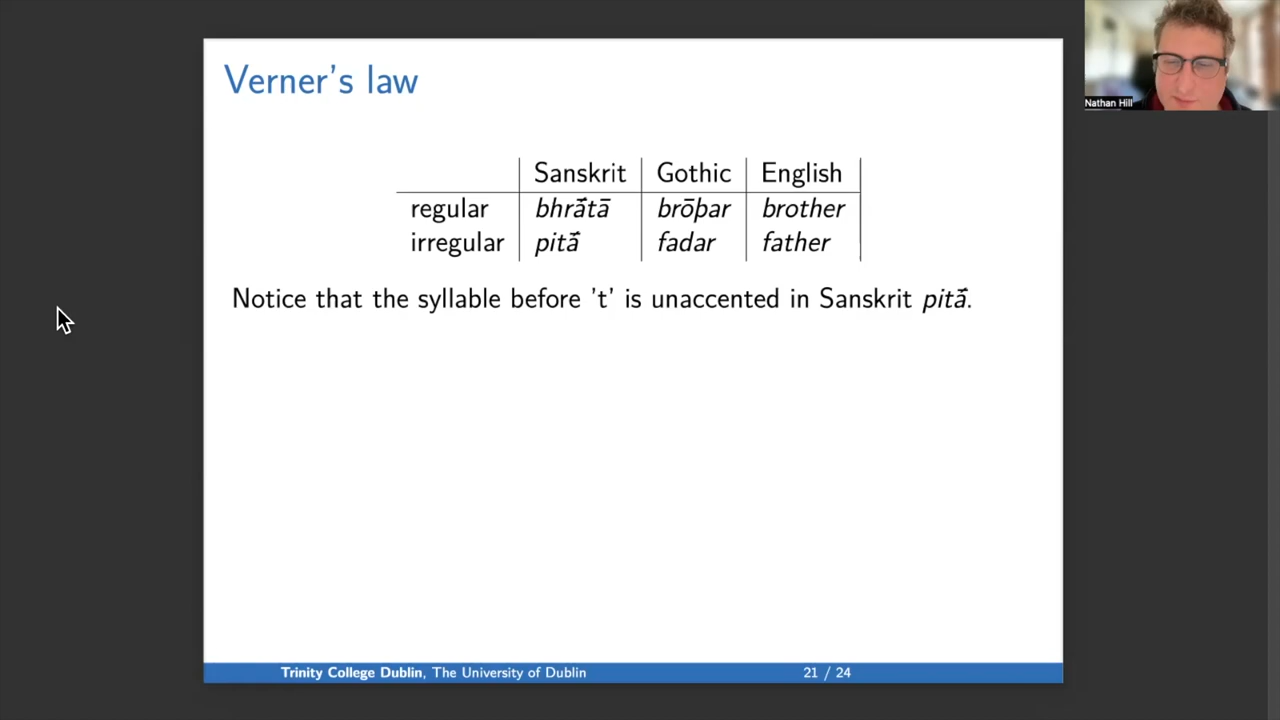 Verner's law
Sanskrit Gothic English
regular bhrā́tā brōþar brother
irregular pitā́ fadar father
Notice that the syllable before 't' is unaccented in Sanskrit pitā́.
Trinity College Dublin, The University of Dublin 21 / 24
Nathan Hill